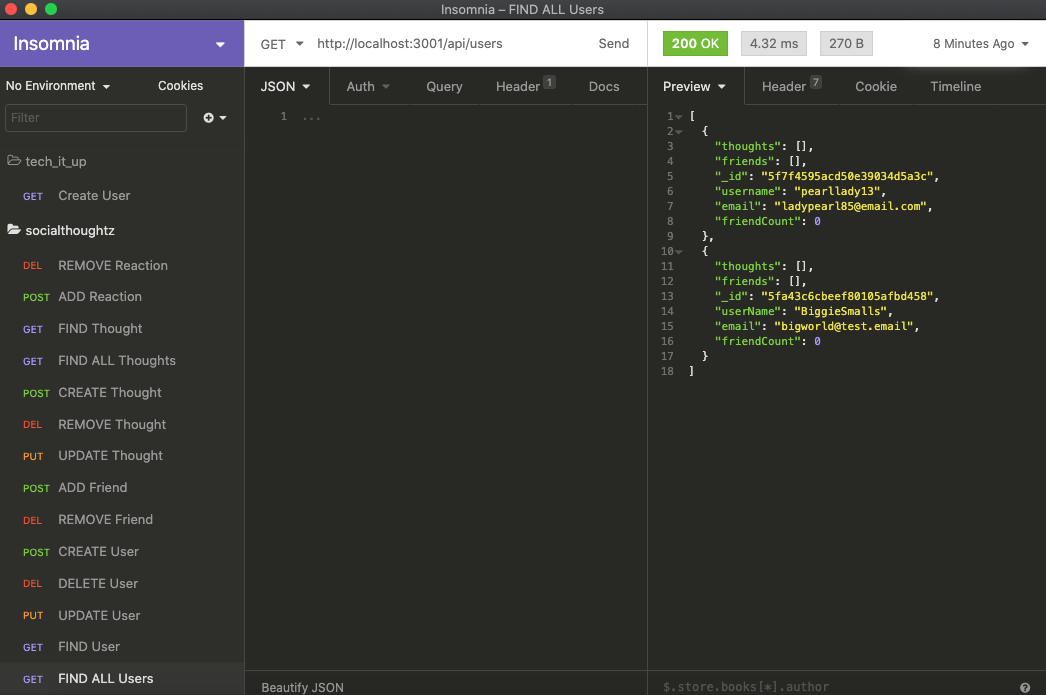 Insomnia – FIND ALL Users
Insomnia
GET http://localhost:3001/api/users Send
200 OK 4.32 ms 270 B 8 Minutes Ago
No Environment Cookies
JSON Auth Query Header 1 Docs
Preview Header 7 Cookie Timeline
Filter
tech_it_up
GET Create User
socialthoughtz
DEL REMOVE Reaction
POST ADD Reaction
GET FIND Thought
GET FIND ALL Thoughts
POST CREATE Thought
DEL REMOVE Thought
PUT UPDATE Thought
POST ADD Friend
DEL REMOVE Friend
POST CREATE User
DEL DELETE User
PUT UPDATE User
GET FIND User
GET FIND ALL Users
1 ...
1 [
2 {
3 "thoughts": [],
4 "friends": [],
5 "_id": "5f7f4595acd50e39034d5a3c",
6 "username": "pearllady13",
7 "email": "ladypearl85@email.com",
8 "friendCount": 0
9 },
10 {
11 "thoughts": [],
12 "friends": [],
13 "_id": "5fa43c6cbeef80105afbd458",
14 "userName": "BiggieSmalls",
15 "email": "bigworld@test.email",
16 "friendCount": 0
17 }
18 ]
Beautify JSON
$.store.books[*].author